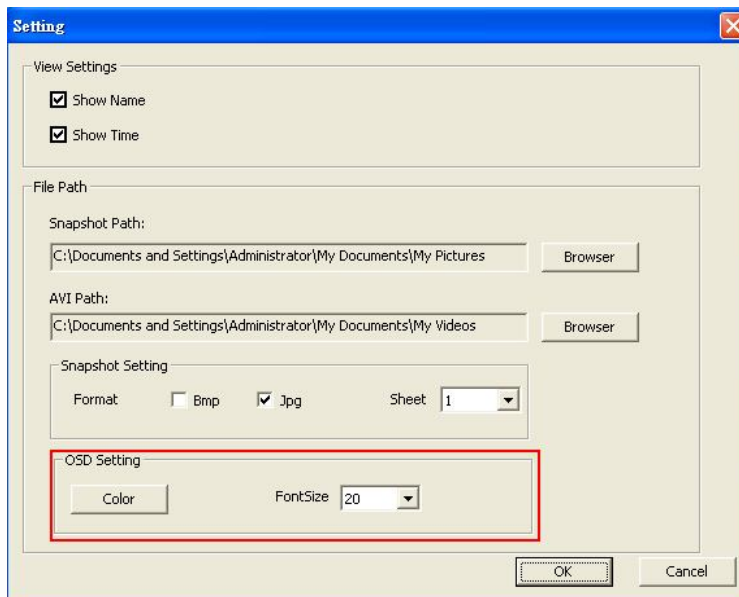 Setting
View Settings
Show Name
Show Time
File Path
Snapshot Path:
C:\Documents and Settings\Administrator\My Documents\My Pictures Browser
AVI Path:
C:\Documents and Settings\Administrator\My Documents\My Videos Browser
Snapshot Setting
Format Bmp Jpg Sheet 1
OSD Setting
Color FontSize 20
OK Cancel